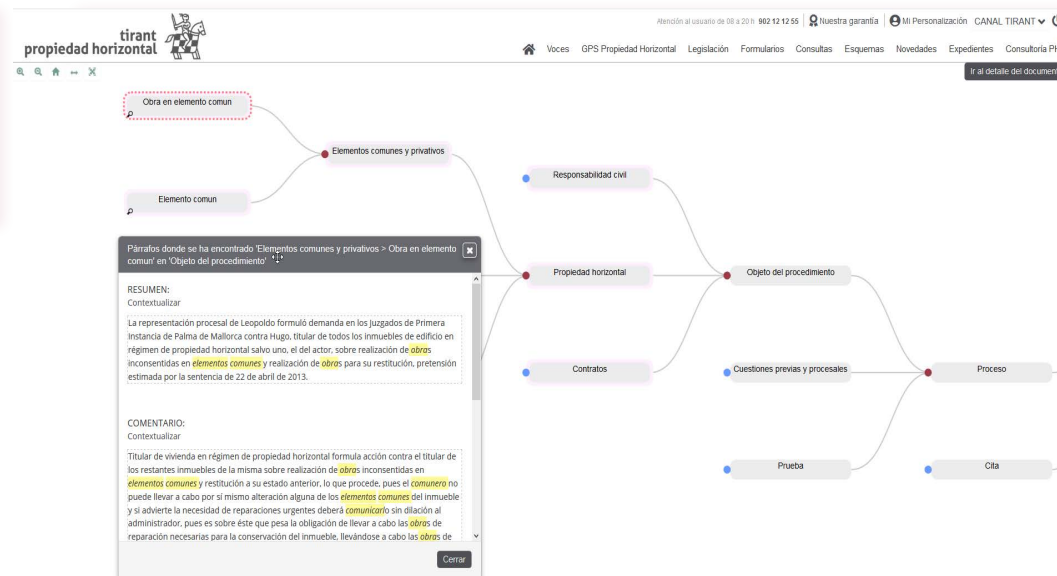 tirant
propiedad horizontal
Atención al usuario de 08 a 20 h 902 12 12 55
Nuestra garantía
Mi Personalización
CANAL TIRANT
Voces
GPS Propiedad Horizontal
Legislación
Formularios
Consultas
Esquemas
Novedades
Expedientes
Consultoría PH
Ir al detalle del document
Obra en elemento comun
Elementos comunes y privativos
Elemento comun
Responsabilidad civil
Propiedad horizontal
Objeto del procedimiento
Contratos
Cuestiones previas y procesales
Proceso
Prueba
Cita
Párrafos donde se ha encontrado 'Elementos comunes y privativos > Obra en elemento
comun' en 'Objeto del procedimiento'
RESUMEN:
Contextualizar
La representación procesal de Leopoldo formuló demanda en los Juzgados de Primera
Instancia de Palma de Mallorca contra Hugo, titular de todos los inmuebles de edificio en
régimen de propiedad horizontal salvo uno, el del actor, sobre realización de obras
inconsentidas en elementos comunes y realización de obras para su restitución, pretensión
estimada por la sentencia de 22 de abril de 2013.
COMENTARIO:
Contextualizar
Titular de vivienda en régimen de propiedad horizontal formula acción contra el titular de
los restantes inmuebles de la misma sobre realización de obras inconsentidas en
elementos comunes y restitución a su estado anterior, lo que procede, pues el comunero no
puede llevar a cabo por sí mismo alteración alguna de los elementos comunes del inmueble
y si advierte la necesidad de reparaciones urgentes deberá comunicarlo sin dilación al
administrador, pues es sobre éste que pesa la obligación de llevar a cabo las obras de
reparación necesarias para la conservación del inmueble, llevándose a cabo las obras de
Cerrar